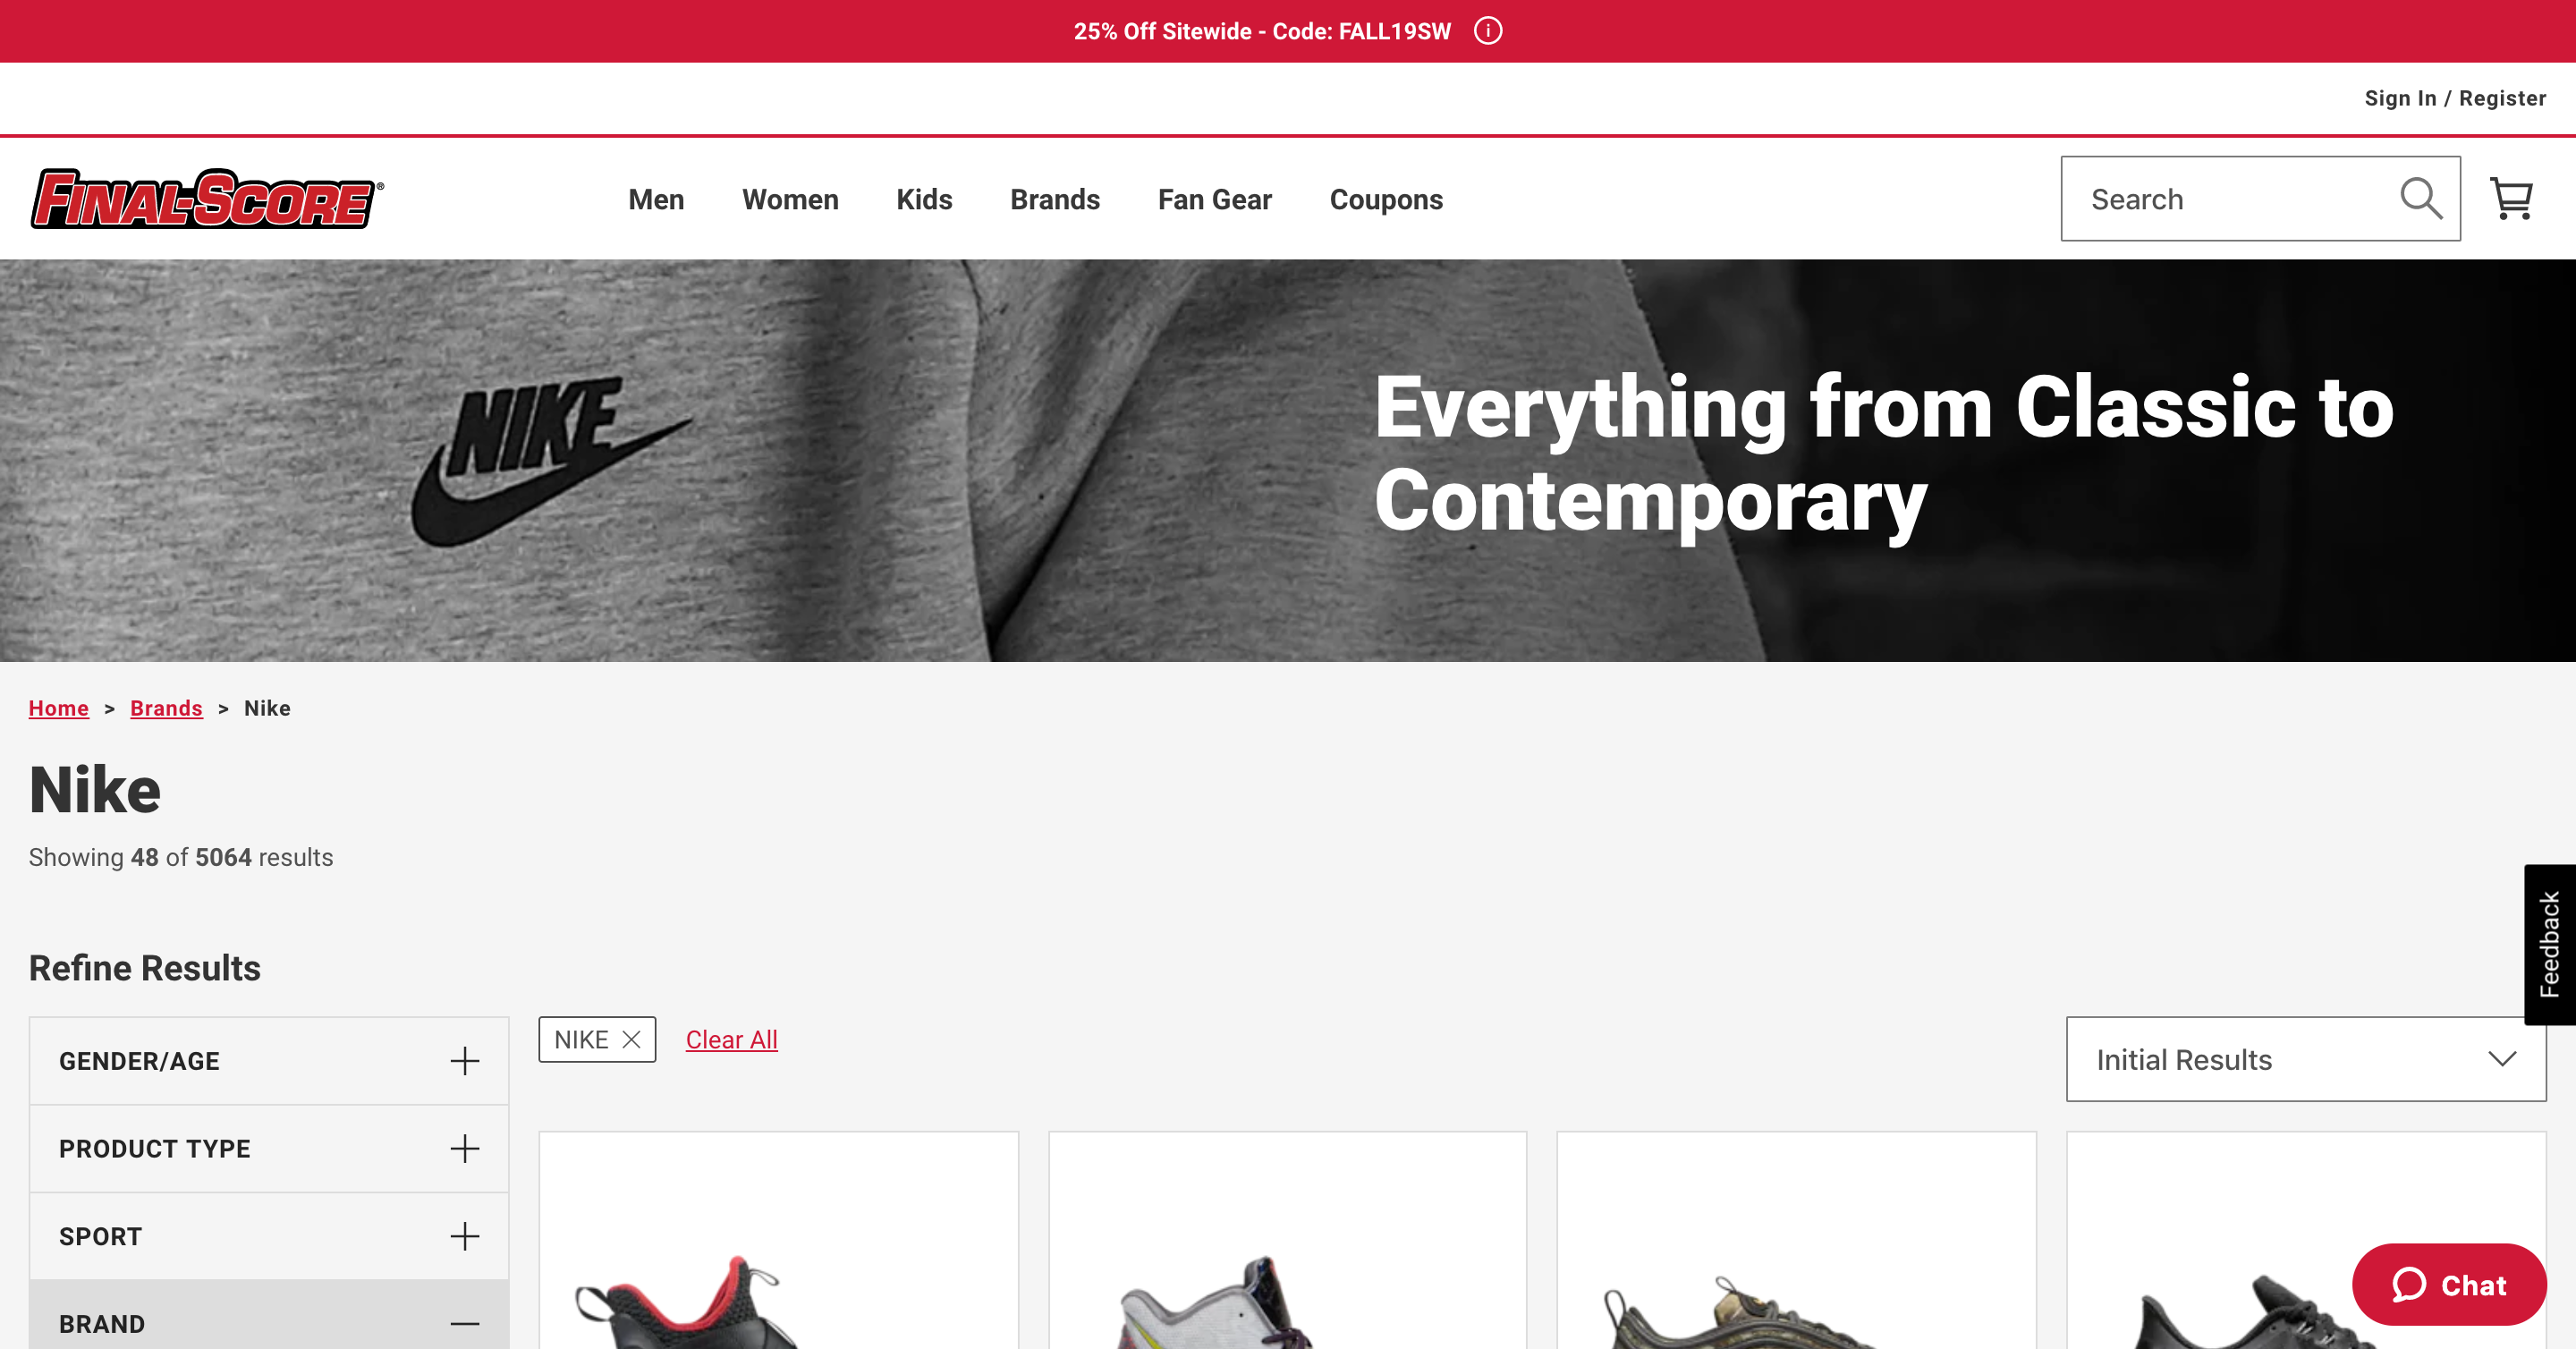 25% Off Sitewide - Code: FALL19SW
Sign In / Register
FINAL-SCORE®
Men Women Kids Brands Fan Gear Coupons
Search
NIKE
Everything from Classic to
Contemporary
Home > Brands > Nike
Nike
Showing 48 of 5064 results
Feedback
Refine Results
GENDER/AGE
PRODUCT TYPE
SPORT
BRAND
NIKE
Clear All
Initial Results
Chat